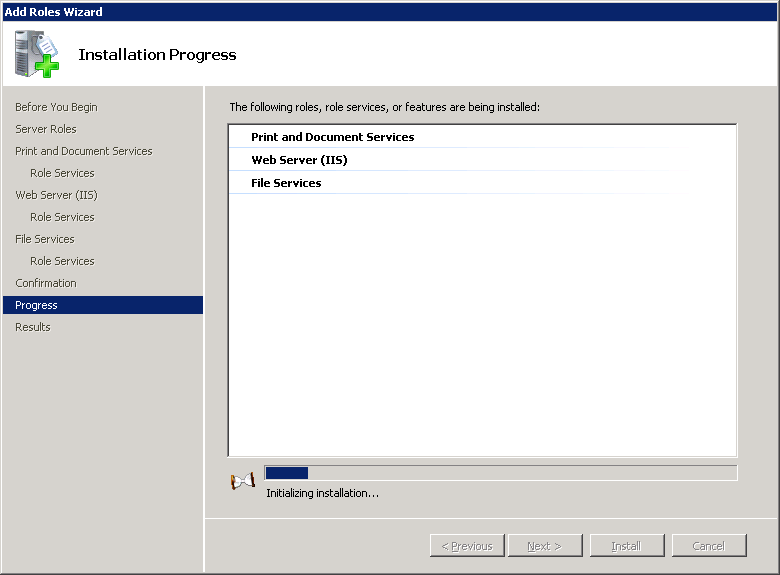 Add Roles Wizard
Installation Progress
Before You Begin
Server Roles
Print and Document Services
Role Services
Web Server (IIS)
Role Services
File Services
Role Services
Confirmation
Progress
Results
The following roles, role services, or features are being installed:
Print and Document Services
Web Server (IIS)
File Services
Initializing installation...
< Previous
Next >
Install
Cancel